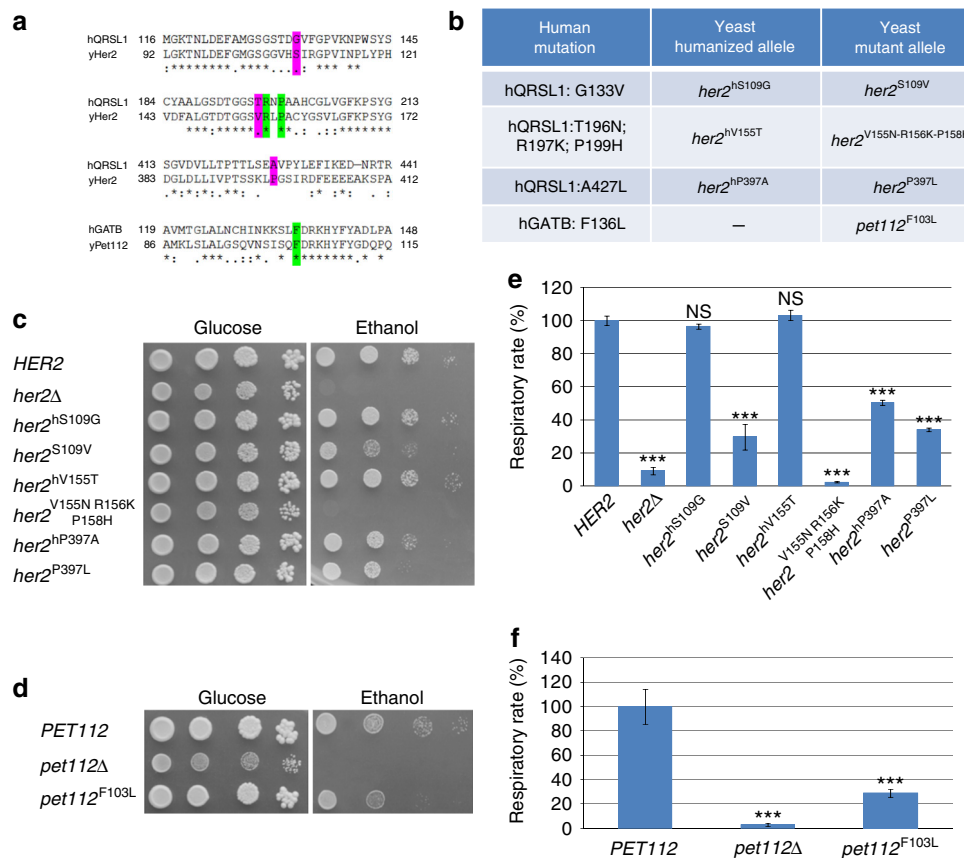 a
hQRSL1 116 MGKTNLDEFAMGSGSTDGVFGPVKNPWSYS 145
yHer2 92 LGKTNLDEFGMGSGGVHSIRGPVINPLYPH 121
hQRSL1 184 CYAALGSDTGGSTRNPAAHCGLVGFKPSYG 213
yHer2 143 VDFALGTDTGGSVRLPACYGSVLGFKPSYG 172
hQRSL1 413 SGVDVLLTPTTLSEAVPYLEFIKED—NRTR 441
yHer2 383 DGLDLLIVPTSSKLPGSIRDFEEEEAKSPA 412
hGATB 119 AVMTGLALNCHINKKSLFDRKHYFYADLPA 148
yPet112 86 AMKLSLALGSQVNSISQFDRKHYFYGDQPQ 115
b
Human mutation Yeast humanized allele Yeast mutant allele
hQRSL1: G133V her2hS109G her2S109V
hQRSL1:T196N; R197K; P199H her2hV155T her2V155N-R156K-P158H
hQRSL1:A427L her2hP397A her2P397L
hGATB: F136L — pet112F103L
c
Glucose Ethanol
HER2
her2Δ
her2hS109G
her2S109V
her2hV155T
her2V155N R156K P158H
her2hP397A
her2P397L
d
Glucose Ethanol
PET112
pet112Δ
pet112F103L
e
Respiratory rate (%)
120
100
80
60
40
20
0
NS
NS
***
***
***
***
***
HER2
her2Δ
her2hS109G
her2S109V
her2hV155T
her2V155N R156K P158H
her2hP397A
her2P397L
f
Respiratory rate (%)
140
120
100
80
60
40
20
0
***
***
PET112 pet112Δ pet112F103L